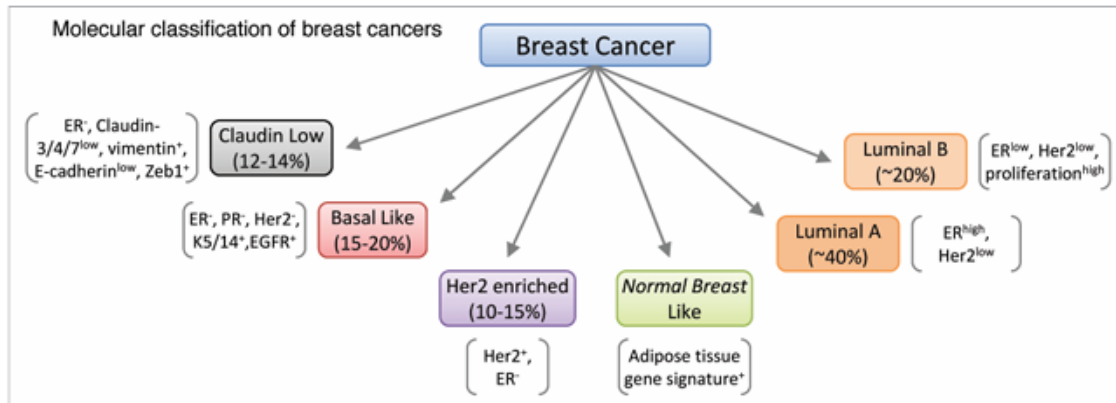 Molecular classification of breast cancers
Breast Cancer
ER⁻, Claudin-
3/4/7ˡᵒʷ, vimentin⁺,
E-cadherinˡᵒʷ, Zeb1⁺
Claudin Low
(12-14%)
ER⁻, PR⁻, Her2⁻,
K5/14⁺,EGFR⁺
Basal Like
(15-20%)
Her2 enriched
(10-15%)
Her2⁺,
ER⁻
Normal Breast
Like
Adipose tissue
gene signature⁺
Luminal A
(~40%)
ERʰⁱᵍʰ,
Her2ˡᵒʷ
Luminal B
(~20%)
ERˡᵒʷ, Her2ˡᵒʷ,
proliferationʰⁱᵍʰ